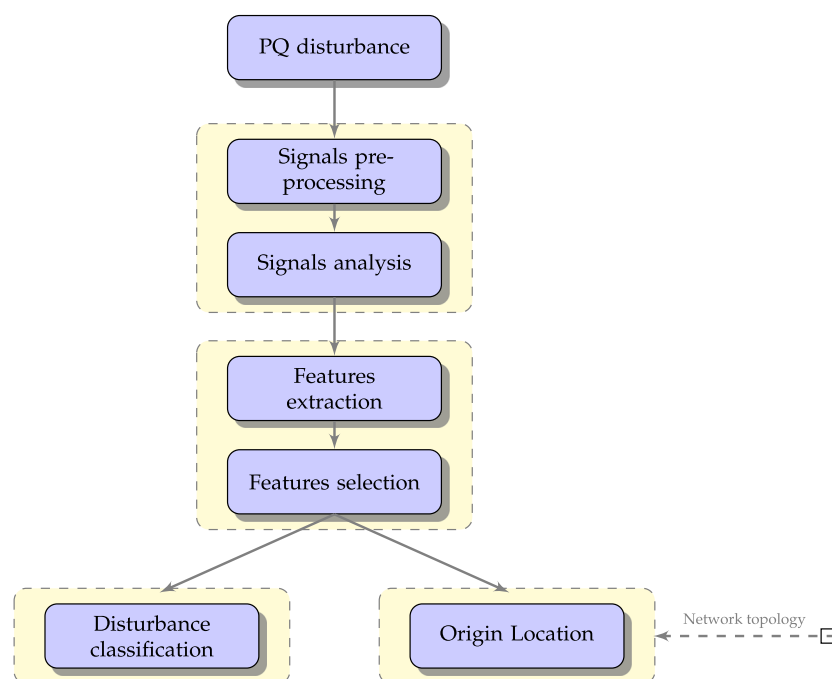 PQ disturbance
Signals pre-
processing
Signals analysis
Features
extraction
Features selection
Disturbance
classification
Origin Location
Network topology